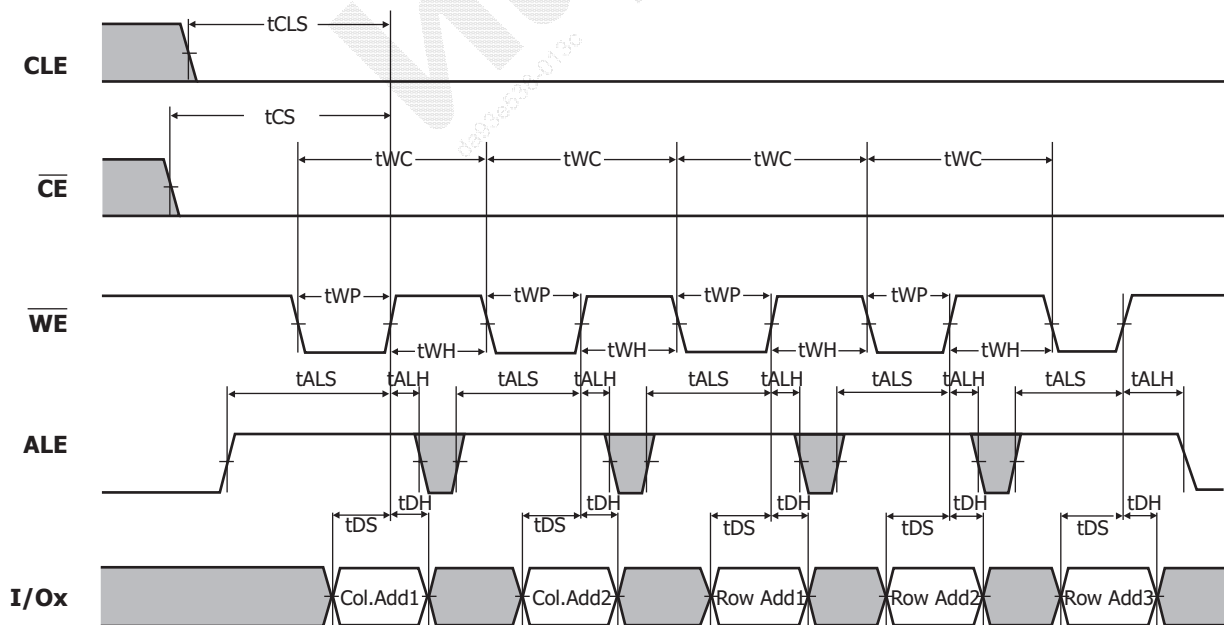 tCLS
CLE
da93e538-013c
tCS
tWC tWC tWC tWC
CE
tWP tWP tWP tWP
WE
tWH tWH tWH tWH
tALS tALH tALS tALH tALS tALH tALS tALH tALS tALH
ALE
tDH tDH tDH tDH tDH
tDS tDS tDS tDS tDS
I/Ox Col.Add1 Col.Add2 Row Add1 Row Add2 Row Add3